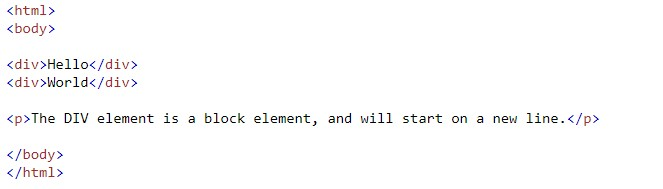 <html>
<body>
<div>Hello</div>
<div>World</div>
<p>The DIV element is a block element, and will start on a new line.</p>
</body>
</html>